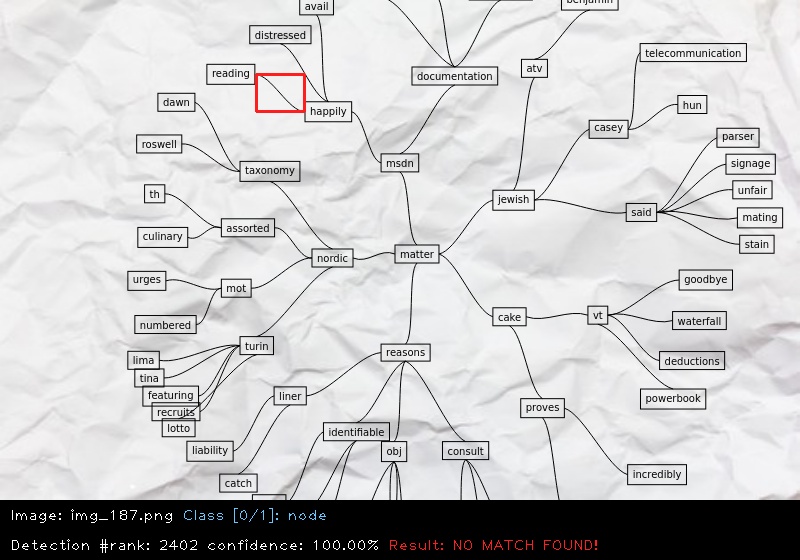 benjamin
avail
distressed
telecommunication
reading
atv
documentation
dawn
hun
happily
casey
parser
roswell
signage
msdn
taxonomy
unfair
th
jewish
said
mating
assorted
culinary
stain
matter
nordic
urges
goodbye
mot
vt
cake
waterfall
numbered
turin
reasons
lima
deductions
tina
featuring
liner
powerbook
recruits
proves
lotto
identifiable
liability
obj
consult
incredibly
catch
Image: img_187.png Class [0/1]: node
Detection #rank: 2402 confidence: 100.00% Result: NO MATCH FOUND!